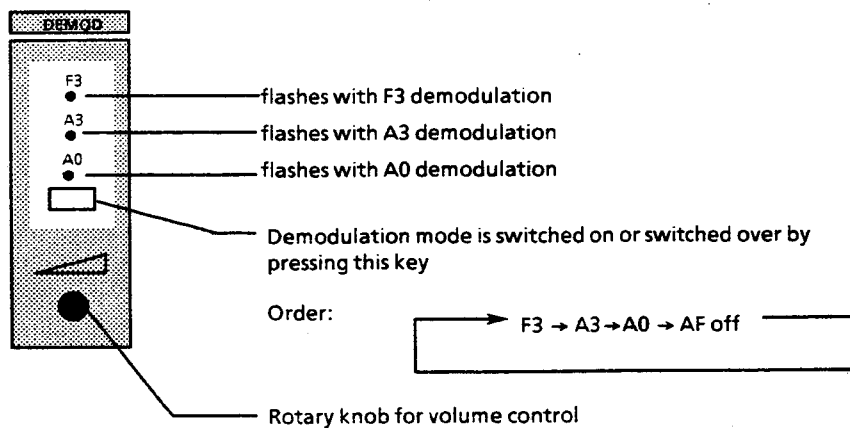 DEMOD
F3
flashes with F3 demodulation
A3
flashes with A3 demodulation
A0
flashes with A0 demodulation
Demodulation mode is switched on or switched over by
pressing this key
Order:
F3 → A3→A0 → AF off
Rotary knob for volume control